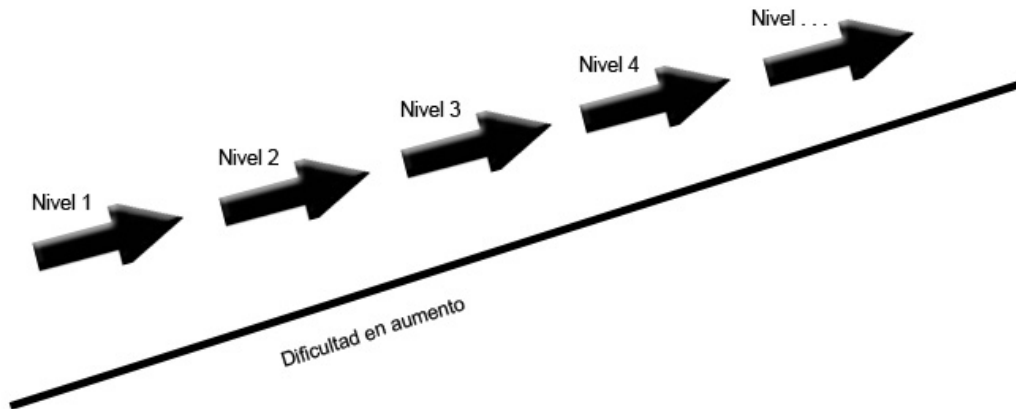 Nivel 1
Nivel 2
Nivel 3
Nivel 4
Nivel . . .
Dificultad en aumento